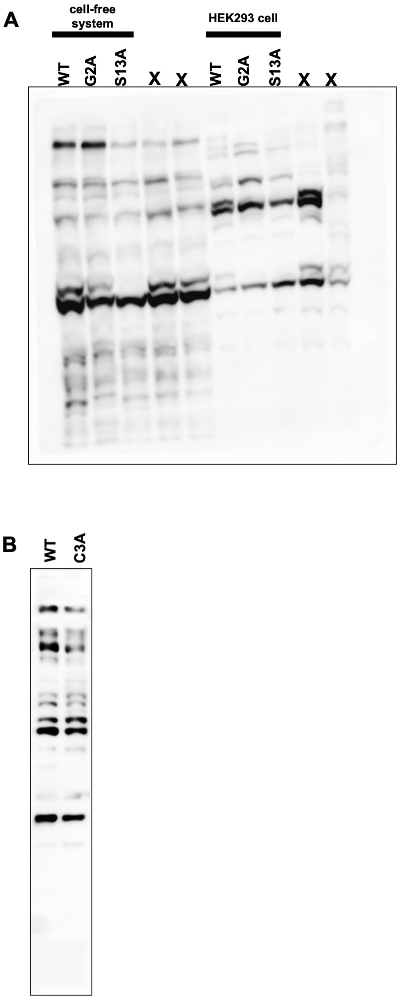 A
cell-free
system
HEK293 cell
WT
G2A
S13A
X
X
WT
G2A
S13A
X
X
B
WT
C3A